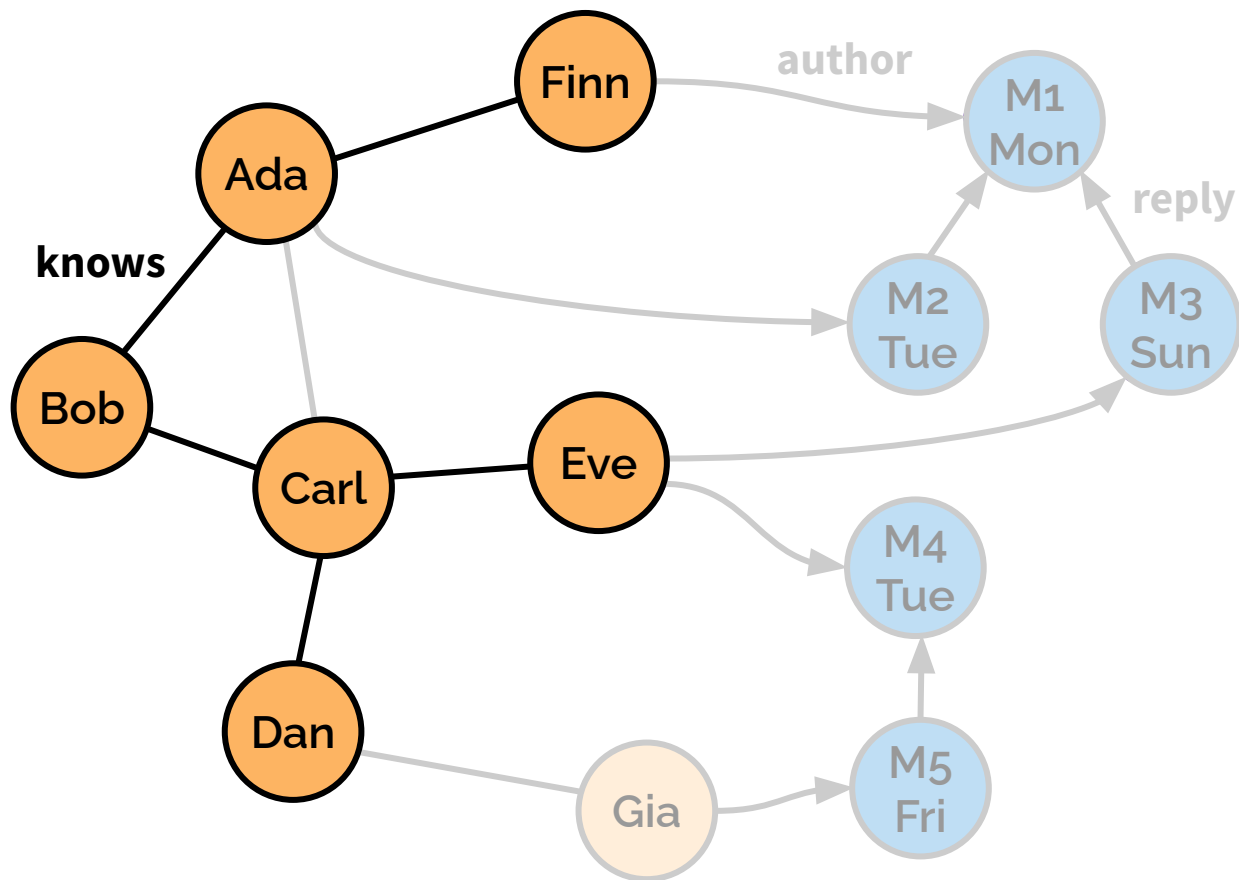 Finn
author
M1
Mon
Ada
reply
knows
M2
Tue
M3
Sun
Bob
Carl
Eve
M4
Tue
Dan
Gia
M5
Fri